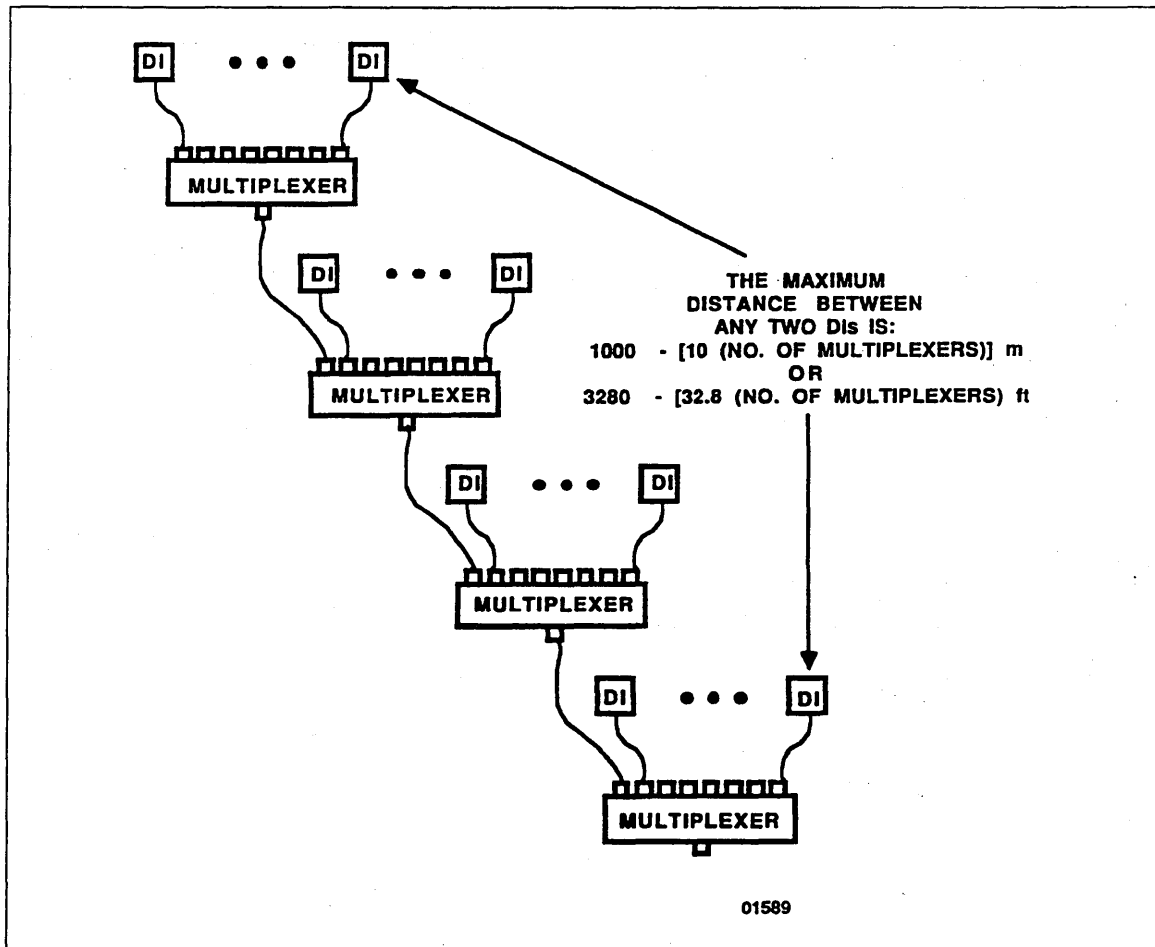 DI • • • DI
MULTIPLEXER
DI • • • DI
THE MAXIMUM
DISTANCE BETWEEN
ANY TWO DIs IS:
1000 - [10 (NO. OF MULTIPLEXERS)] m
OR
3280 - [32.8 (NO. OF MULTIPLEXERS) ft
MULTIPLEXER
DI • • • DI
MULTIPLEXER
DI • • • DI
MULTIPLEXER
01589